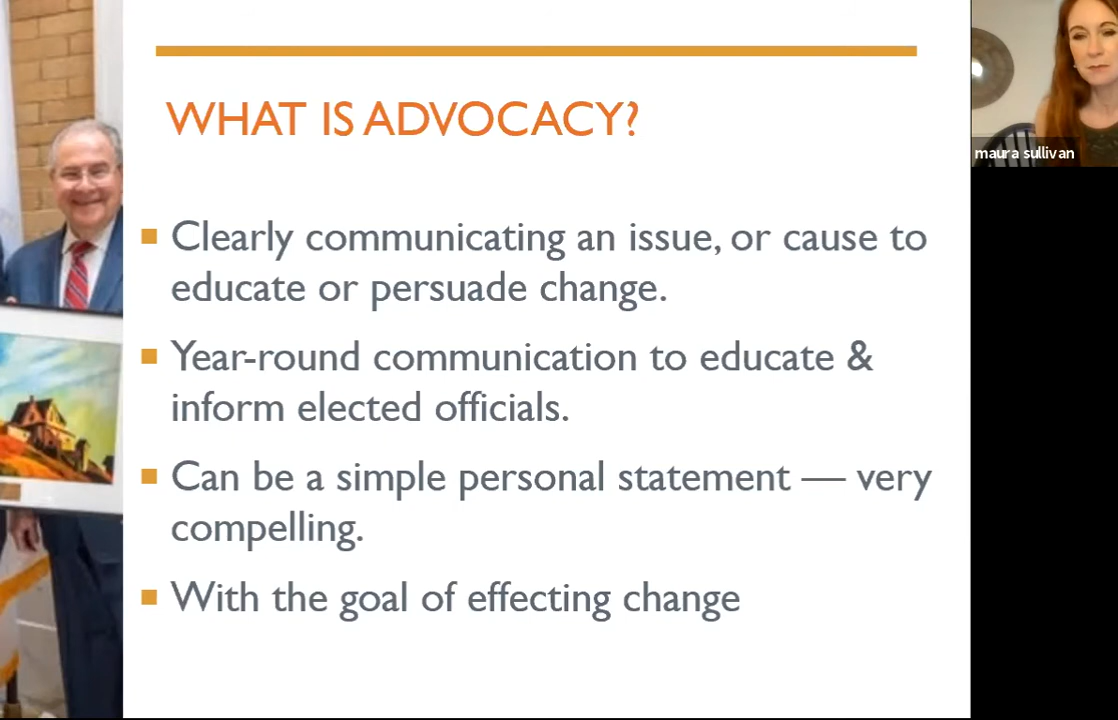 WHAT IS ADVOCACY?
Clearly communicating an issue, or cause to
educate or persuade change.
Year-round communication to educate &
inform elected officials.
Can be a simple personal statement — very
compelling.
With the goal of effecting change
maura sullivan